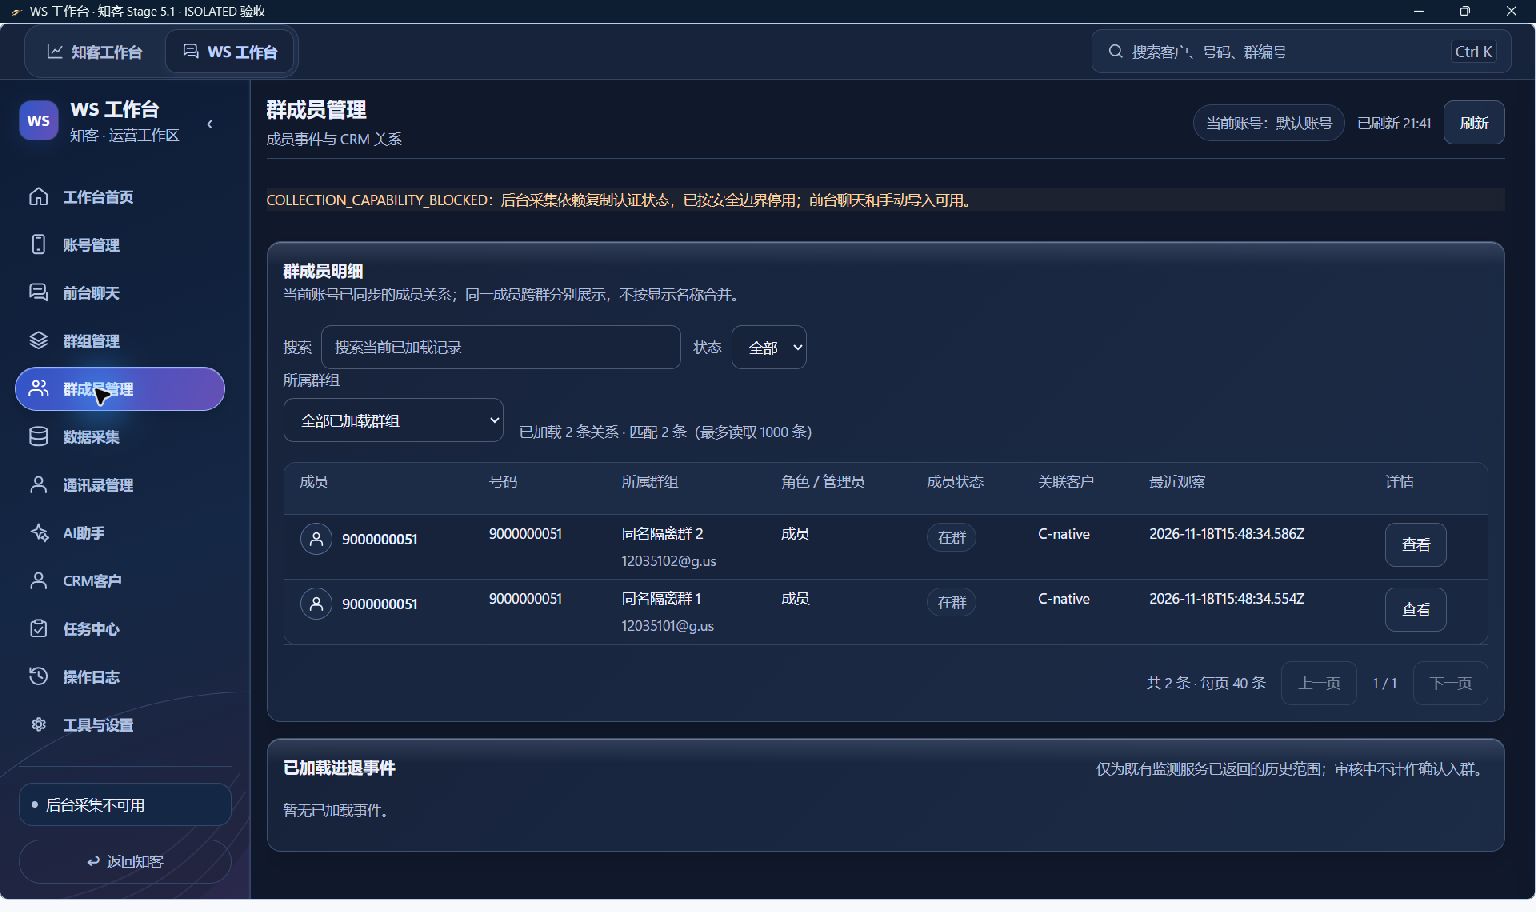 WS 工作台 · 知客 Stage 5.1 · ISOLATED 验收
知客工作台
WS 工作台
搜索客户、号码、群编号
Ctrl K
WS
WS 工作台
知客 · 运营工作区
工作台首页
账号管理
前台聊天
群组管理
群成员管理
数据采集
通讯录管理
AI助手
CRM客户
任务中心
操作日志
工具与设置
后台采集不可用
返回知客
群成员管理
成员事件与 CRM 关系
当前账号：默认账号
已刷新 21:41
刷新
COLLECTION_CAPABILITY_BLOCKED：后台采集依赖复制认证状态，已按安全边界停用；前台聊天和手动导入可用。
群成员明细
当前账号已同步的成员关系；同一成员跨群分别展示，不按显示名称合并。
搜索 搜索当前已加载记录 状态 全部
所属群组
全部已加载群组 已加载 2 条关系 · 匹配 2 条（最多读取 1000 条）
成员 号码 所属群组 角色 / 管理员 成员状态 关联客户 最近观察 详情
9000000051 9000000051 同名隔离群 2 成员 在群 C-native 2026-11-18T15:48:34.586Z 查看
12035102@g.us
9000000051 9000000051 同名隔离群 1 成员 在群 C-native 2026-11-18T15:48:34.554Z 查看
12035101@g.us
共 2 条 · 每页 40 条 上一页 1 / 1 下一页
已加载进退事件 仅为既有监测服务已返回的历史范围；审核中不计作确认入群。
暂无已加载事件。